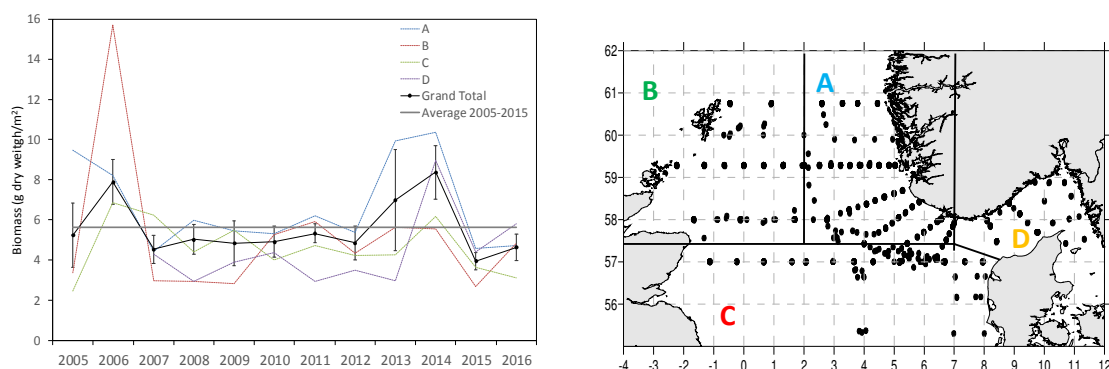 16
14
12
10
8
6
4
2
0
Biomass (g dry weitgh/m²)
A
B
C
D
Grand Total
Average 2005-2015
2005 2006 2007 2008 2009 2010 2011 2012 2013 2014 2015 2016
62
61
60
59
58
57
56
B
A
D
C
-4 -3 -2 -1 0 1 2 3 4 5 6 7 8 9 10 11 12